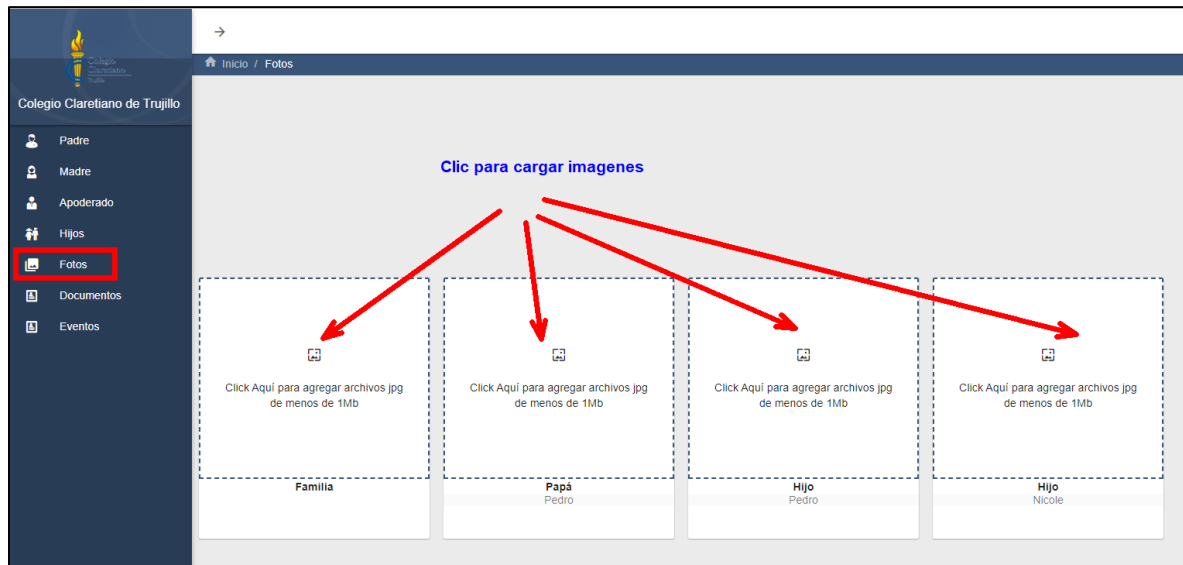 Colegio
Claretiano
Trujillo
Colegio Claretiano de Trujillo
Padre
Madre
Apoderado
Hijos
Fotos
Documentos
Eventos
Inicio / Fotos
Clic para cargar imagenes
Click Aquí para agregar archivos jpg
de menos de 1Mb
Familia
Click Aquí para agregar archivos jpg
de menos de 1Mb
Papá
Pedro
Click Aquí para agregar archivos jpg
de menos de 1Mb
Hijo
Pedro
Click Aquí para agregar archivos jpg
de menos de 1Mb
Hijo
Nicole